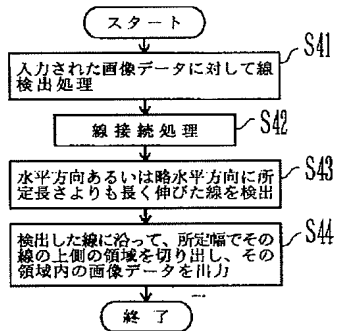 スタート
S41
入力された画像データに対して線
検出処理
S42
線接続処理
S43
水平方向あるいは略水平方向に所
定長さよりも長く伸びた線を検出
S44
検出した線に沿って、所定幅でその
線の上側の領域を切り出し、その
領域内の画像データを出力
終了